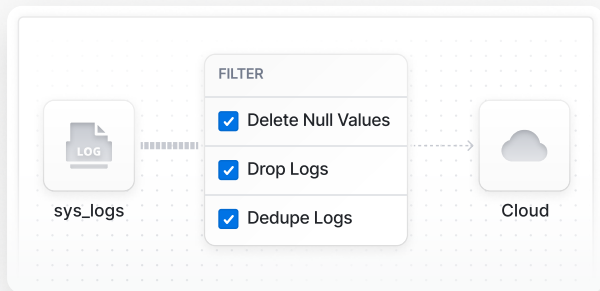 FILTER
Delete Null Values
LOG
Drop Logs
sys_logs
Dedupe Logs
Cloud